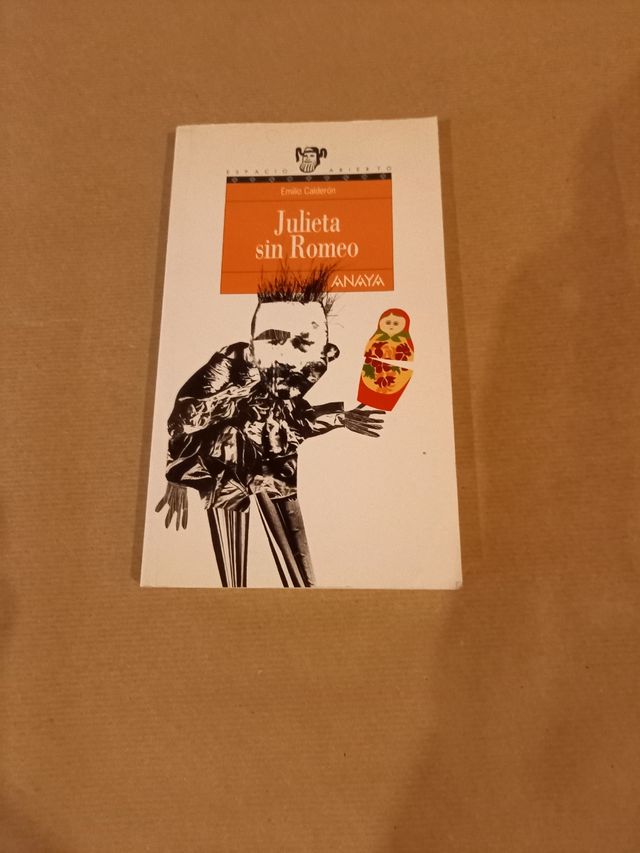 ESPACIO ABIERTO
Emilio Calderón
Julieta
sin Romeo
ANAYA